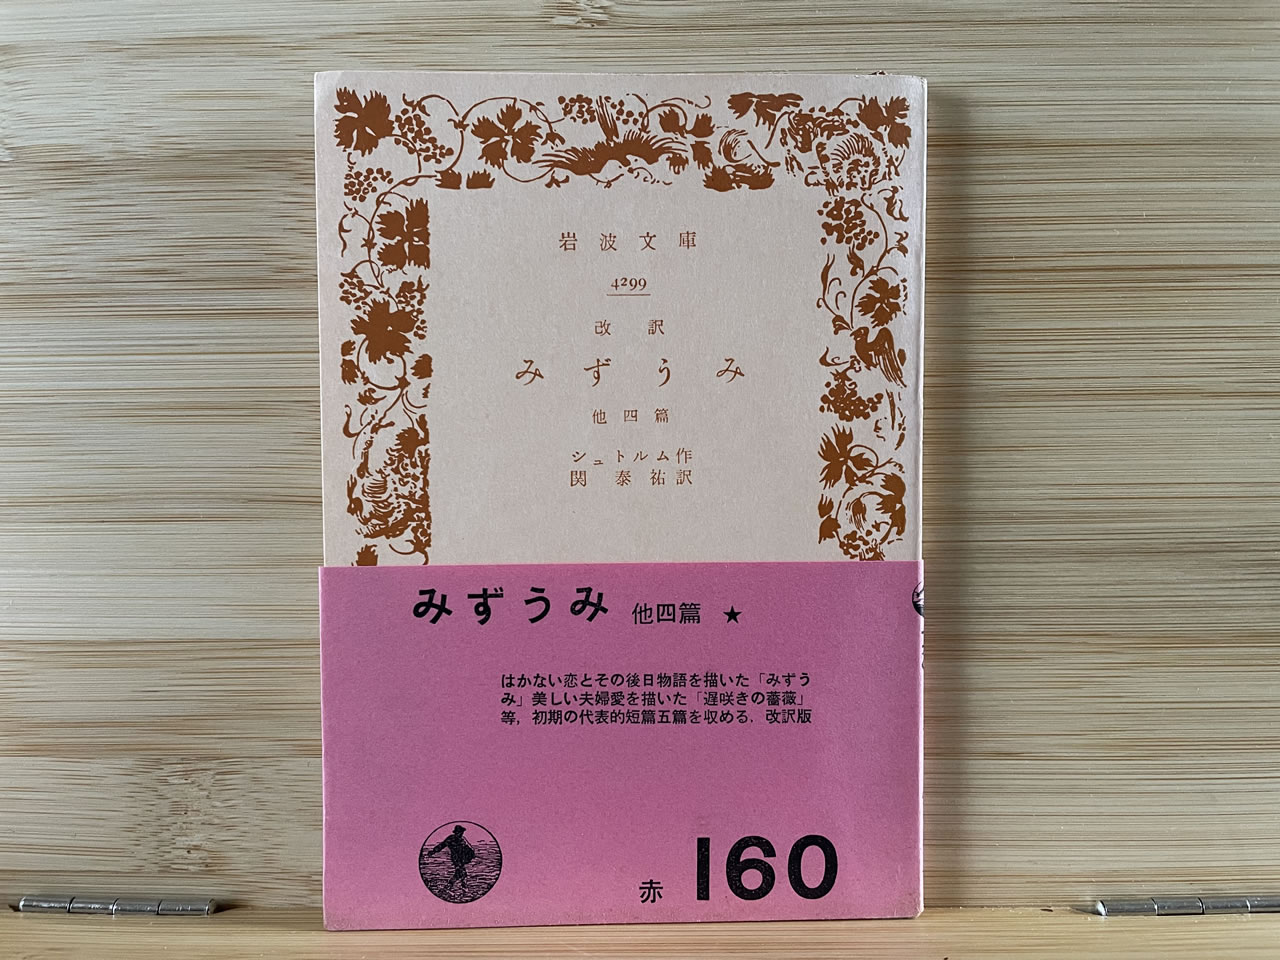 岩波文庫
4299
改訳
みずうみ
他四篇
シュトルム作
関泰祐訳
みずうみ 他四篇 ★
はかない恋とその後日物語を描いた「みずう
み」美しい夫婦愛を描いた「遅咲きの薔薇」
等，初期の代表的短篇五篇を収める．改訳版
赤 160